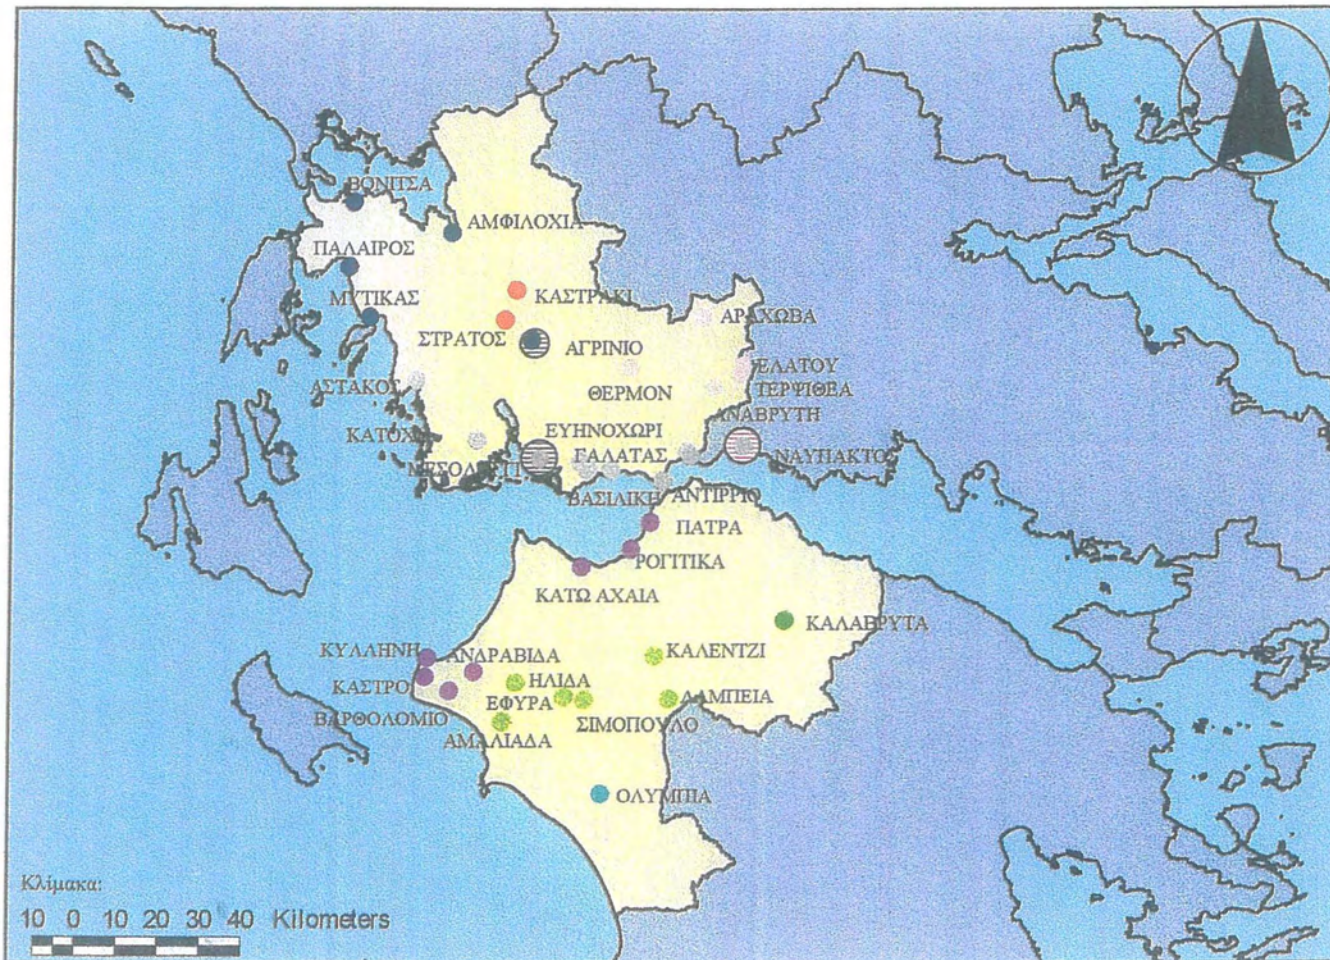 ΒΟΝΙΤΣΑ
ΑΜΦΙΛΟΧΙΑ
ΠΑΛΑΙΡΟΣ
ΜΥΤΙΚΑΣ
ΚΑΣΤΡΑΚΙ
ΑΡΑΧΩΒΑ
ΣΤΡΑΤΟΣ
ΑΓΡΙΝΙΟ
ΕΛΑΤΟΥ
ΑΣΤΑΚΟΣ
ΘΕΡΜΟΝ
ΤΕΡΨΙΘΕΑ
ΑΝΑΒΡΥΤΗ
ΚΑΤΟΧΗ
ΕΥΗΝΟΧΩΡΙ
ΓΑΛΑΤΑΣ
ΝΑΥΠΑΚΤΟΣ
ΒΑΣΙΛΙΚΗ
ΑΝΤΙΡΡΙΟ
ΠΑΤΡΑ
ΡΟΓΙΤΙΚΑ
ΚΑΤΩ ΑΧΑΙΑ
ΚΑΛΑΒΡΥΤΑ
ΚΥΛΛΗΝΗ
ΑΝΔΡΑΒΙΔΑ
ΚΑΛΕΝΤΖΙ
ΚΑΣΤΡΟ
ΗΛΙΔΑ
ΕΦΥΡΑ
ΛΑΜΠΕΙΑ
ΒΑΡΘΟΛΟΜΙΟ
ΣΙΜΟΠΟΥΛΟ
ΑΜΑΛΙΑΔΑ
ΟΛΥΜΠΙΑ
Κλίμακα:
10 0 10 20 30 40 Kilometers